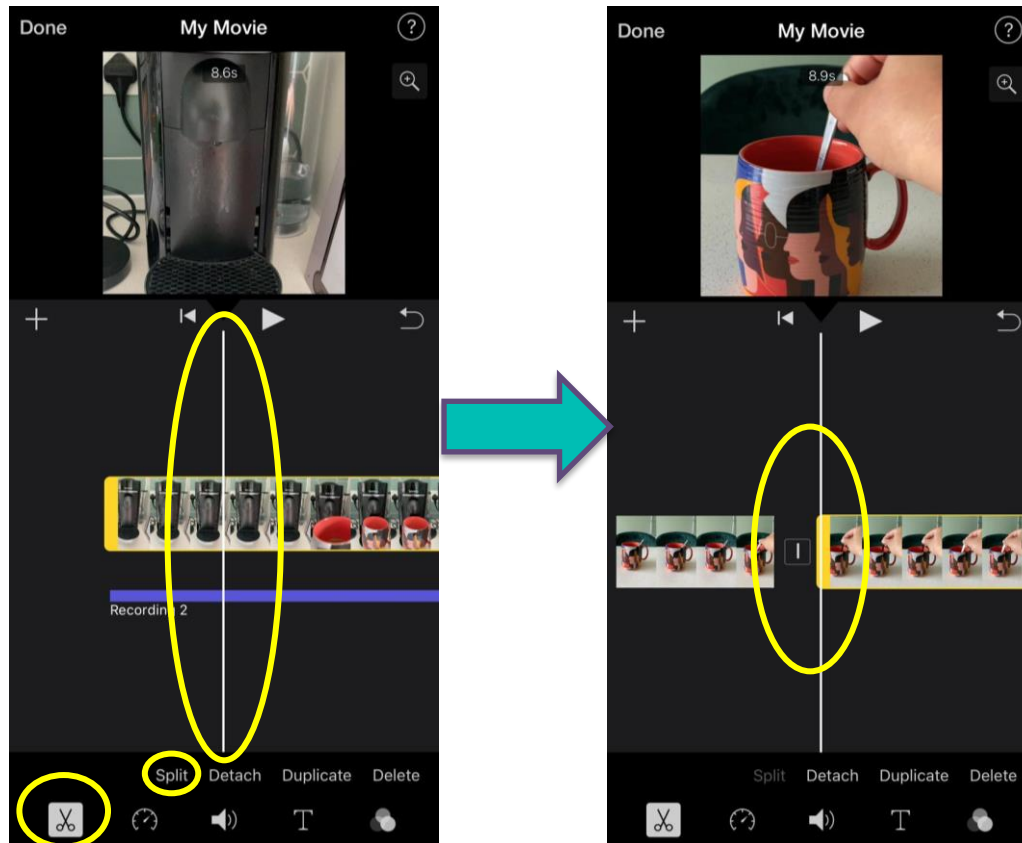 Done My Movie ?
8.6s
Recording 2
Split Detach Duplicate Delete
T
Done My Movie ?
8.9s
Split Detach Duplicate Delete
T